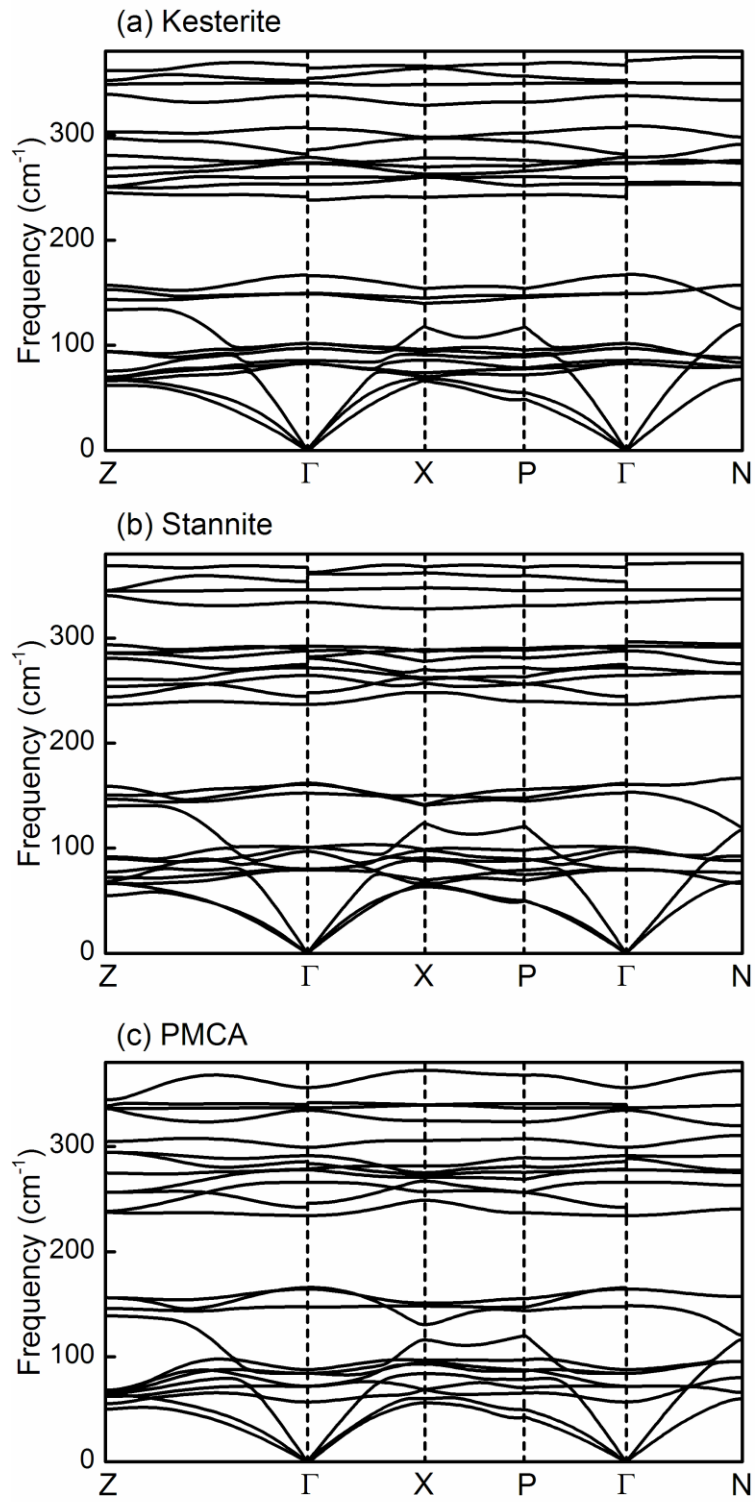 (a) Kesterite
Frequency (cm⁻¹)
300
200
100
0
Z Γ X P Γ N
(b) Stannite
Frequency (cm⁻¹)
300
200
100
0
Z Γ X P Γ N
(c) PMCA
Frequency (cm⁻¹)
300
200
100
0
Z Γ X P Γ N